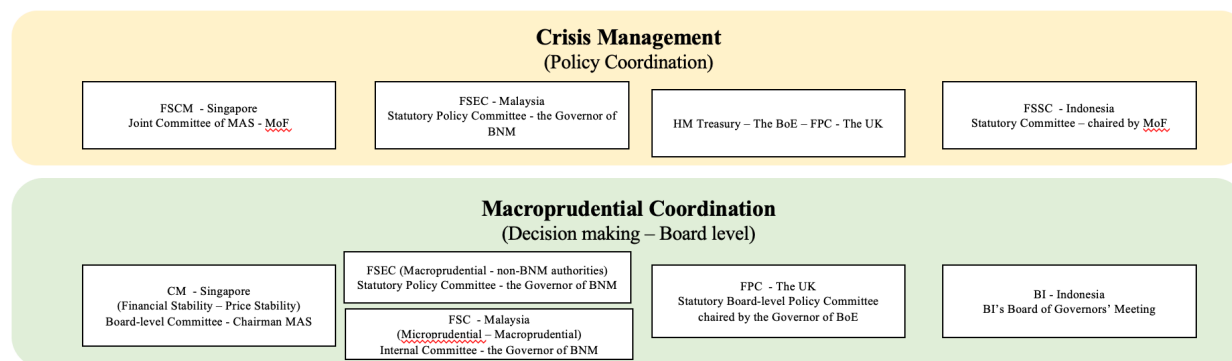 Crisis Management
(Policy Coordination)
FSCM - Singapore
Joint Committee of MAS - MoF
FSEC - Malaysia
Statutory Policy Committee - the Governor of
BNM
HM Treasury – The BoE – FPC - The UK
FSSC - Indonesia
Statutory Committee – chaired by MoF
Macroprudential Coordination
(Decision making – Board level)
CM - Singapore
(Financial Stability – Price Stability)
Board-level Committee - Chairman MAS
FSEC (Macroprudential - non-BNM authorities)
Statutory Policy Committee - the Governor of BNM
FSC - Malaysia
(Microprudential – Macroprudential)
Internal Committee - the Governor of BNM
FPC - The UK
Statutory Board-level Policy Committee
chaired by the Governor of BoE
BI - Indonesia
BI's Board of Governors' Meeting